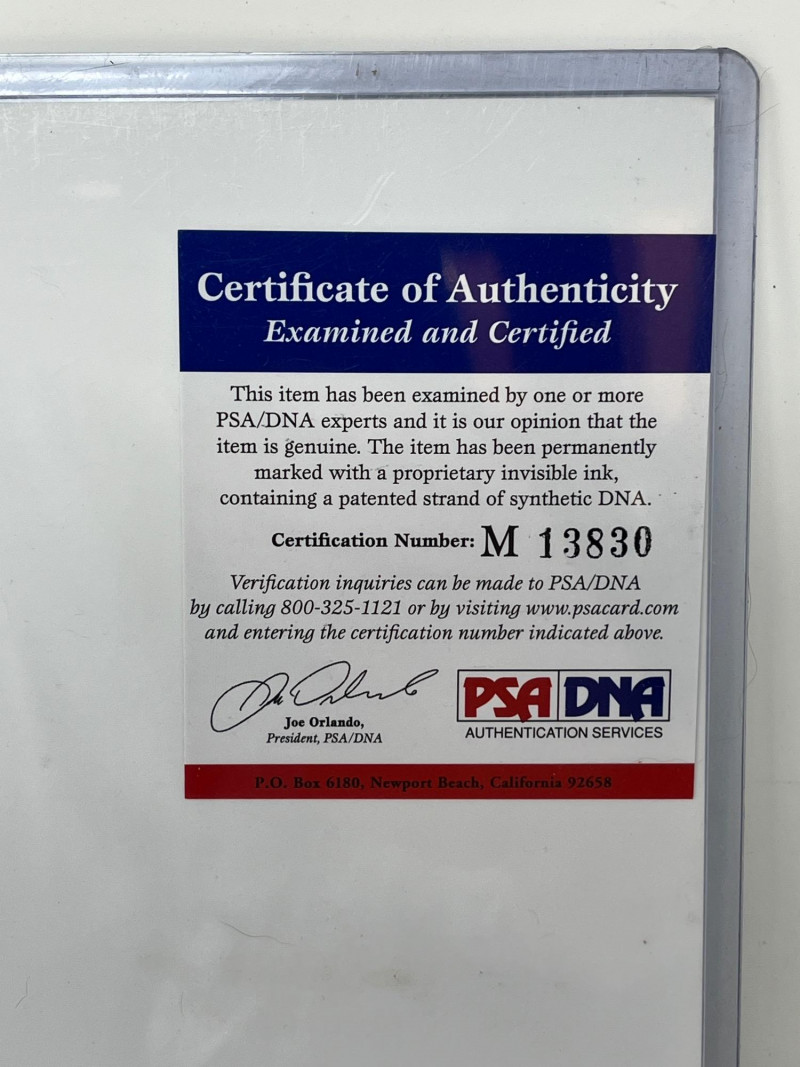 Certificate of Authenticity
Examined and Certified
This item has been examined by one or more
PSA/DNA experts and it is our opinion that the
item is genuine. The item has been permanently
marked with a proprietary invisible ink,
containing a patented strand of synthetic DNA.
Certification Number: M 13830
Verification inquiries can be made to PSA/DNA
by calling 800-325-1121 or by visiting www.psacard.com
and entering the certification number indicated above.
Joe Orlando,
President, PSA/DNA
PSA DNA
AUTHENTICATION SERVICES
P.O. Box 6180, Newport Beach, California 92658